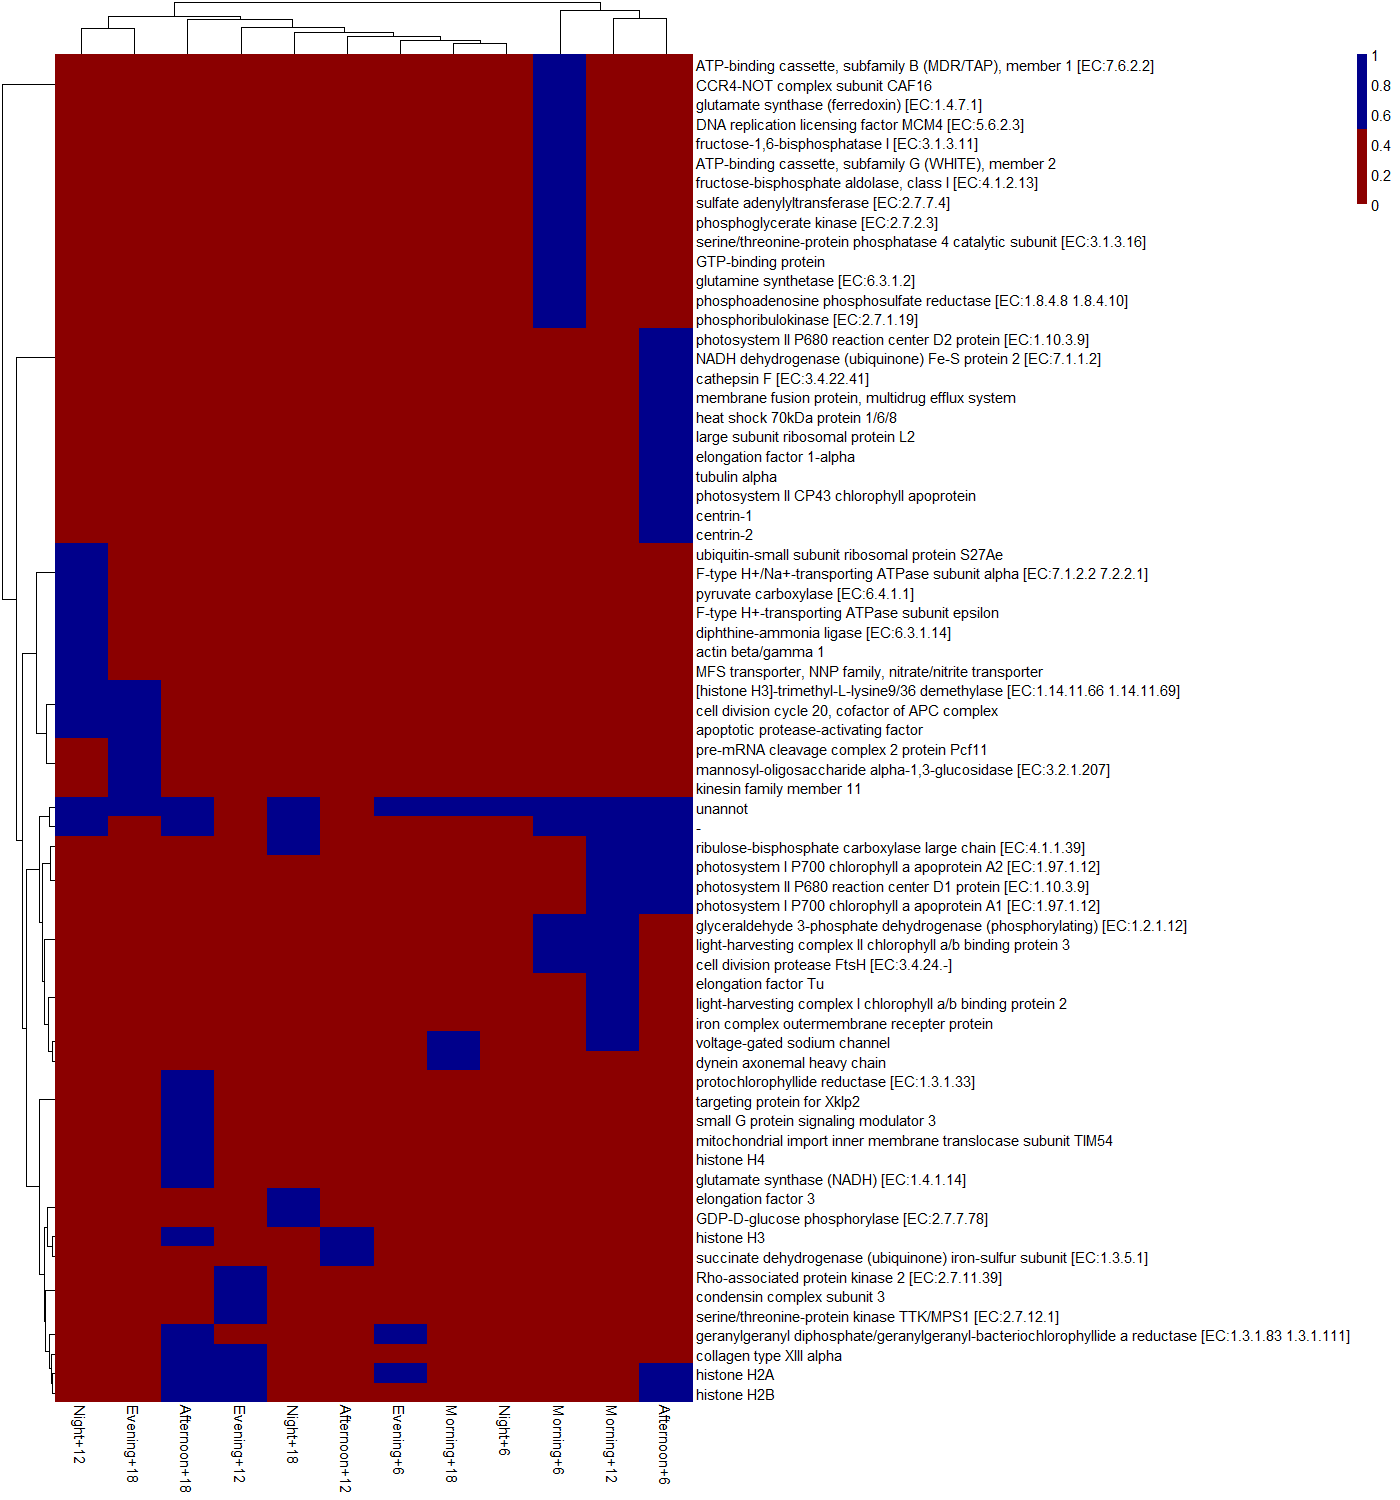 ATP-binding cassette, subfamily B (MDR/TAP), member 1 [EC:7.6.2.2]
CCR4-NOT complex subunit CAF16
glutamate synthase (ferredoxin) [EC:1.4.7.1]
DNA replication licensing factor MCM4 [EC:5.6.2.3]
fructose-1,6-bisphosphatase I [EC:3.1.3.11]
ATP-binding cassette, subfamily G (WHITE), member 2
fructose-bisphosphate aldolase, class I [EC:4.1.2.13]
sulfate adenylyltransferase [EC:2.7.7.4]
phosphoglycerate kinase [EC:2.7.2.3]
serine/threonine-protein phosphatase 4 catalytic subunit [EC:3.1.3.16]
GTP-binding protein
glutamine synthetase [EC:6.3.1.2]
phosphoadenosine phosphosulfate reductase [EC:1.8.4.8 1.8.4.10]
phosphoribulokinase [EC:2.7.1.19]
photosystem II P680 reaction center D2 protein [EC:1.10.3.9]
NADH dehydrogenase (ubiquinone) Fe-S protein 2 [EC:7.1.1.2]
cathepsin F [EC:3.4.22.41]
membrane fusion protein, multidrug efflux system
heat shock 70kDa protein 1/6/8
large subunit ribosomal protein L2
elongation factor 1-alpha
tubulin alpha
photosystem II CP43 chlorophyll apoprotein
centrin-1
centrin-2
ubiquitin-small subunit ribosomal protein S27Ae
F-type H+/Na+-transporting ATPase subunit alpha [EC:7.1.2.2 7.2.2.1]
pyruvate carboxylase [EC:6.4.1.1]
F-type H+-transporting ATPase subunit epsilon
diphthine-ammonia ligase [EC:6.3.1.14]
actin beta/gamma 1
MFS transporter, NNP family, nitrate/nitrite transporter
[histone H3]-trimethyl-L-lysine9/36 demethylase [EC:1.14.11.66 1.14.11.69]
cell division cycle 20, cofactor of APC complex
apoptotic protease-activating factor
pre-mRNA cleavage complex 2 protein Pcf11
mannosyl-oligosaccharide alpha-1,3-glucosidase [EC:3.2.1.207]
kinesin family member 11
unannot
-
ribulose-bisphosphate carboxylase large chain [EC:4.1.1.39]
photosystem I P700 chlorophyll a apoprotein A2 [EC:1.97.1.12]
photosystem II P680 reaction center D1 protein [EC:1.10.3.9]
photosystem I P700 chlorophyll a apoprotein A1 [EC:1.97.1.12]
glyceraldehyde 3-phosphate dehydrogenase (phosphorylating) [EC:1.2.1.12]
light-harvesting complex II chlorophyll a/b binding protein 3
cell division protease FtsH [EC:3.4.24.-]
elongation factor Tu
light-harvesting complex I chlorophyll a/b binding protein 2
iron complex outermembrane recepter protein
voltage-gated sodium channel
dynein axonemal heavy chain
protochlorophyllide reductase [EC:1.3.1.33]
targeting protein for Xklp2
small G protein signaling modulator 3
mitochondrial import inner membrane translocase subunit TIM54
histone H4
glutamate synthase (NADH) [EC:1.4.1.14]
elongation factor 3
GDP-D-glucose phosphorylase [EC:2.7.7.78]
histone H3
succinate dehydrogenase (ubiquinone) iron-sulfur subunit [EC:1.3.5.1]
Rho-associated protein kinase 2 [EC:2.7.11.39]
condensin complex subunit 3
serine/threonine-protein kinase TTK/MPS1 [EC:2.7.12.1]
geranylgeranyl diphosphate/geranylgeranyl-bacteriochlorophyllide a reductase [EC:1.3.1.83 1.3.1.111]
collagen type XIII alpha
histone H2A
histone H2B
Night+12
Evening+18
Afternoon+18
Evening+12
Night+18
Afternoon+12
Evening+6
Morning+18
Night+6
Morning+6
Morning+12
Afternoon+6
1
0.8
0.6
0.4
0.2
0